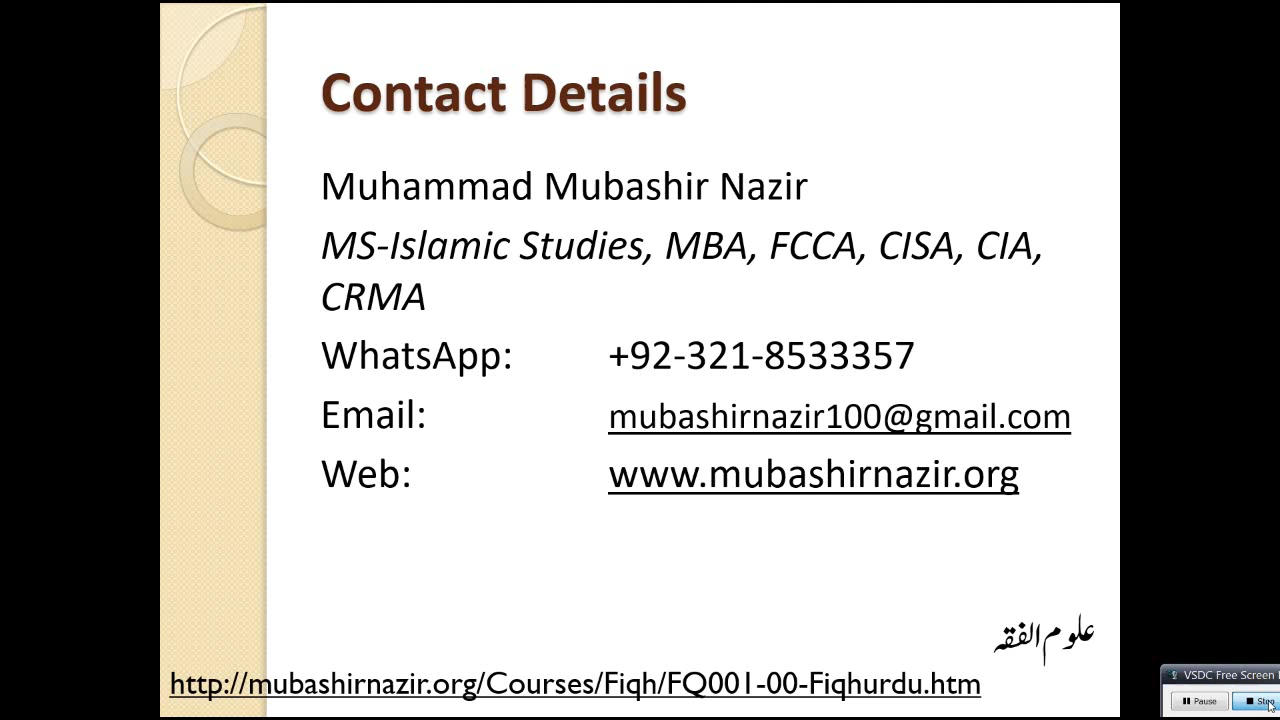 Contact Details
Muhammad Mubashir Nazir
MS-Islamic Studies, MBA, FCCA, CISA, CIA,
CRMA
WhatsApp: +92-321-8533357
Email: mubashirnazir100@gmail.com
Web: www.mubashirnazir.org
علوم الفقہ
http://mubashirnazir.org/Courses/Fiqh/FQ001-00-Fiqhurdu.htm
VSDC Free Screen
Pause Stop